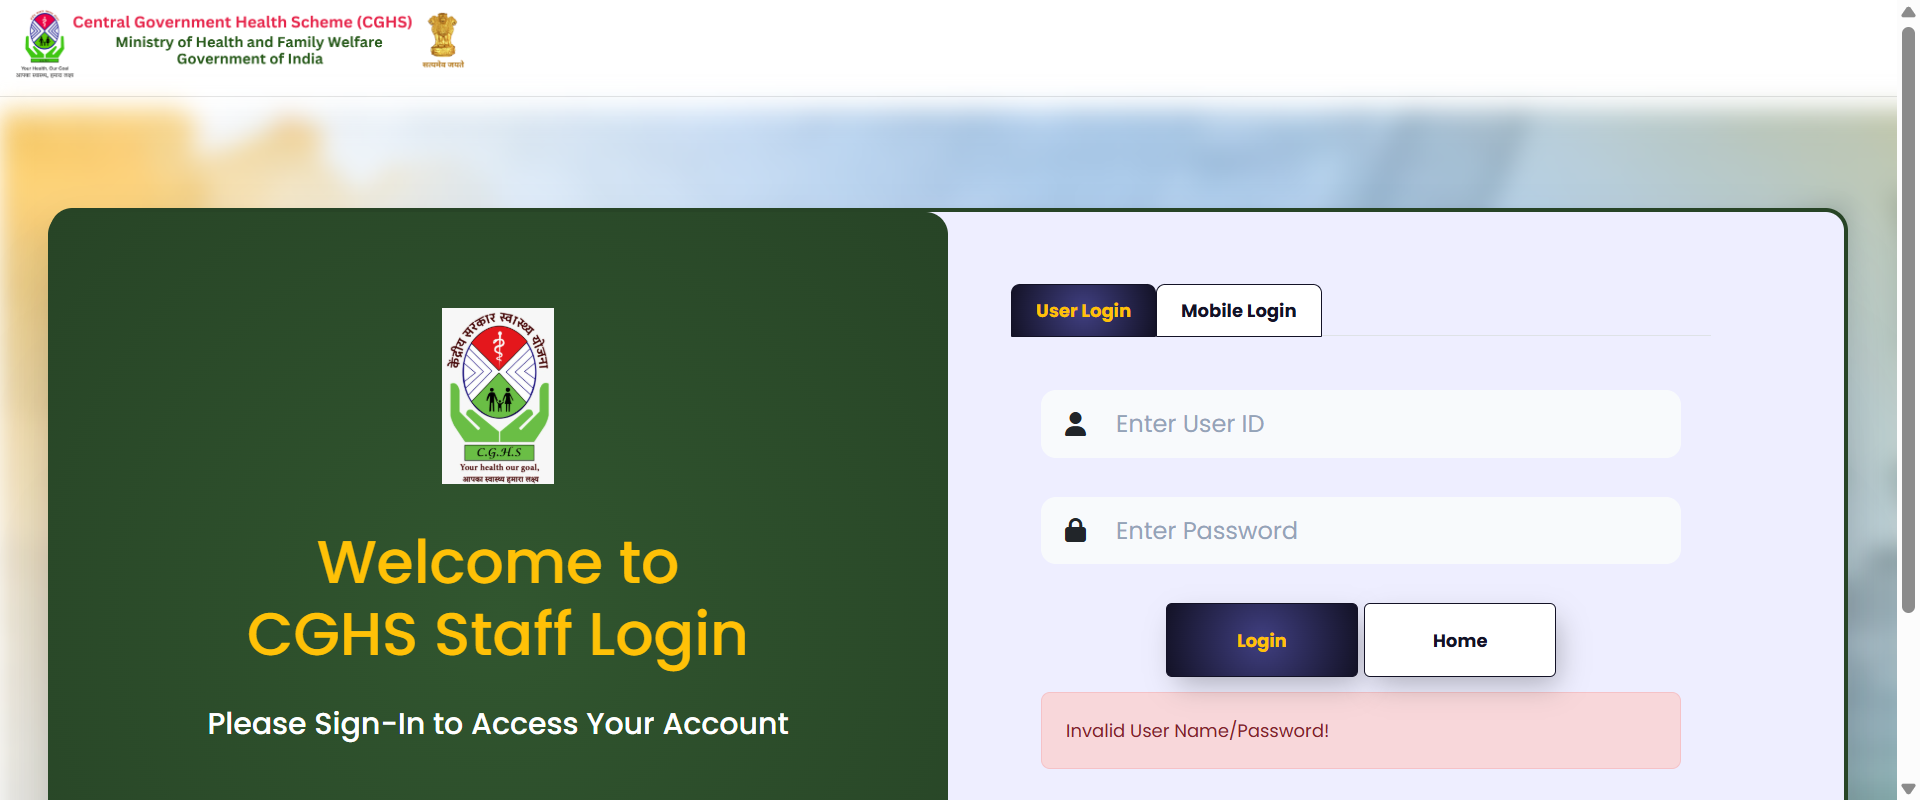 Central Government Health Scheme (CGHS)
Ministry of Health and Family Welfare
Government of India
Your Health, Our Goal
आपका स्वास्थ्य, हमारा लक्ष्य
सत्यमेव जयते
केंद्रीय सरकार स्वास्थ्य योजना
C.G.H.S
Your health our goal,
आपका स्वास्थ्य हमारा लक्ष्य
Welcome to
CGHS Staff Login
Please Sign-In to Access Your Account
User Login
Mobile Login
Enter User ID
Enter Password
Login
Home
Invalid User Name/Password!